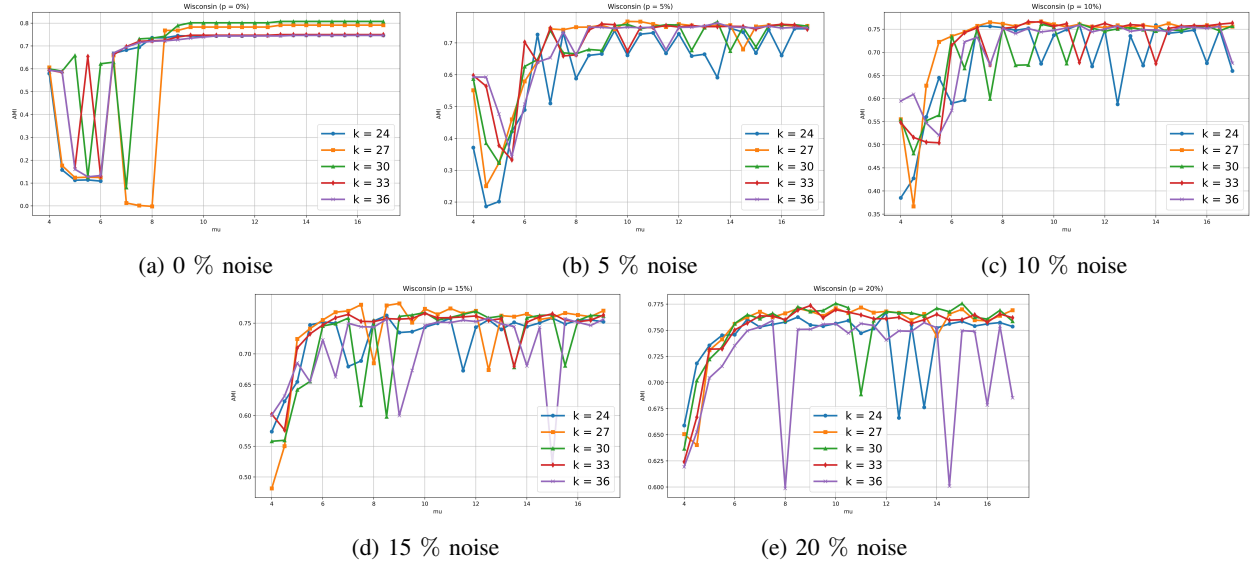 Wisconsin (p = 0%)
AMI
0.8
0.7
0.6
0.5
0.4
0.3
0.2
0.1
0.0
k = 24
k = 27
k = 30
k = 33
k = 36
4 6 8 10 12 14 16
mu
(a) 0 % noise
Wisconsin (p = 5%)
AMI
0.7
0.6
0.5
0.4
0.3
0.2
k = 24
k = 27
k = 30
k = 33
k = 36
4 6 8 10 12 14 16
mu
(b) 5 % noise
Wisconsin (p = 10%)
AMI
0.75
0.70
0.65
0.60
0.55
0.50
0.45
0.40
0.35
k = 24
k = 27
k = 30
k = 33
k = 36
4 6 8 10 12 14 16
mu
(c) 10 % noise
Wisconsin (p = 15%)
AMI
0.75
0.70
0.65
0.60
0.55
0.50
k = 24
k = 27
k = 30
k = 33
k = 36
4 6 8 10 12 14 16
mu
(d) 15 % noise
Wisconsin (p = 20%)
AMI
0.775
0.750
0.725
0.700
0.675
0.650
0.625
0.600
k = 24
k = 27
k = 30
k = 33
k = 36
4 6 8 10 12 14 16
mu
(e) 20 % noise